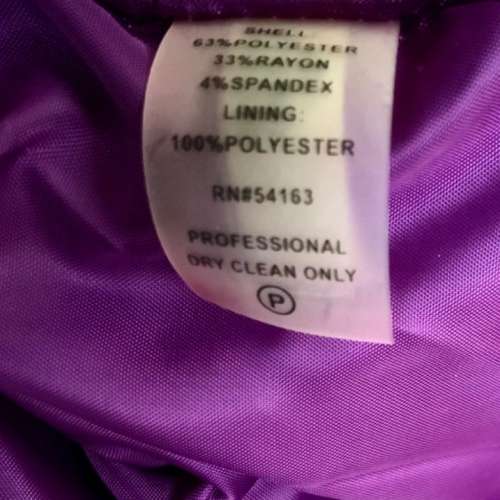 SHELL:
63%POLYESTER
33%RAYON
4%SPANDEX
LINING:
100%POLYESTER
RN#54163
PROFESSIONAL
DRY CLEAN ONLY
P